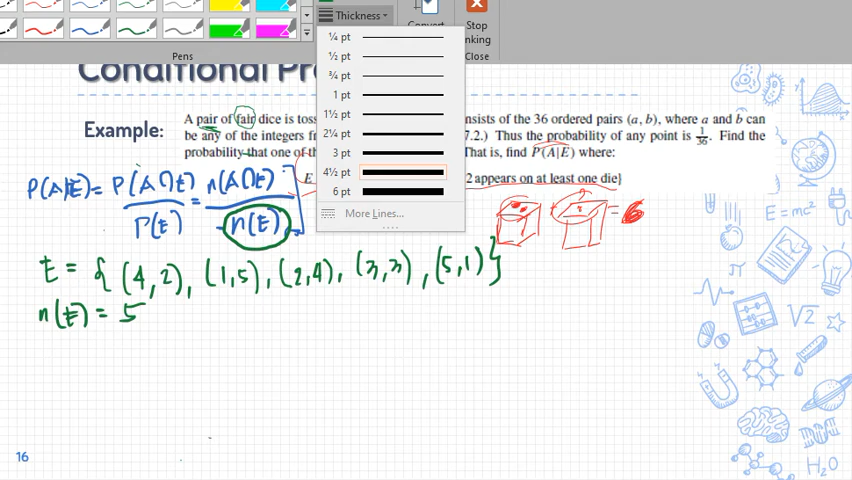 Thickness
Convert
Stop
Inking
Pens
Close
Conditional Pr
¼ pt
½ pt
¾ pt
1 pt
1½ pt
2¼ pt
3 pt
4½ pt
6 pt
More Lines...
Example:
A pair of fair dice is toss nsists of the 36 ordered pairs (a, b), where a and b can
be any of the integers fr 7.2.) Thus the probability of any point is 1/36. Find the
probability that one of th That is, find P(A|E) where:
E 2 appears on at least one die}
P(A|E) = P(A∩E)/P(E) = n(A∩E)/n(E)
= 6
E = { (4,2), (1,5), (2,4), (3,3), (5,1) }
n(E) = 5
E=mc²
π
√2
H₂O
16